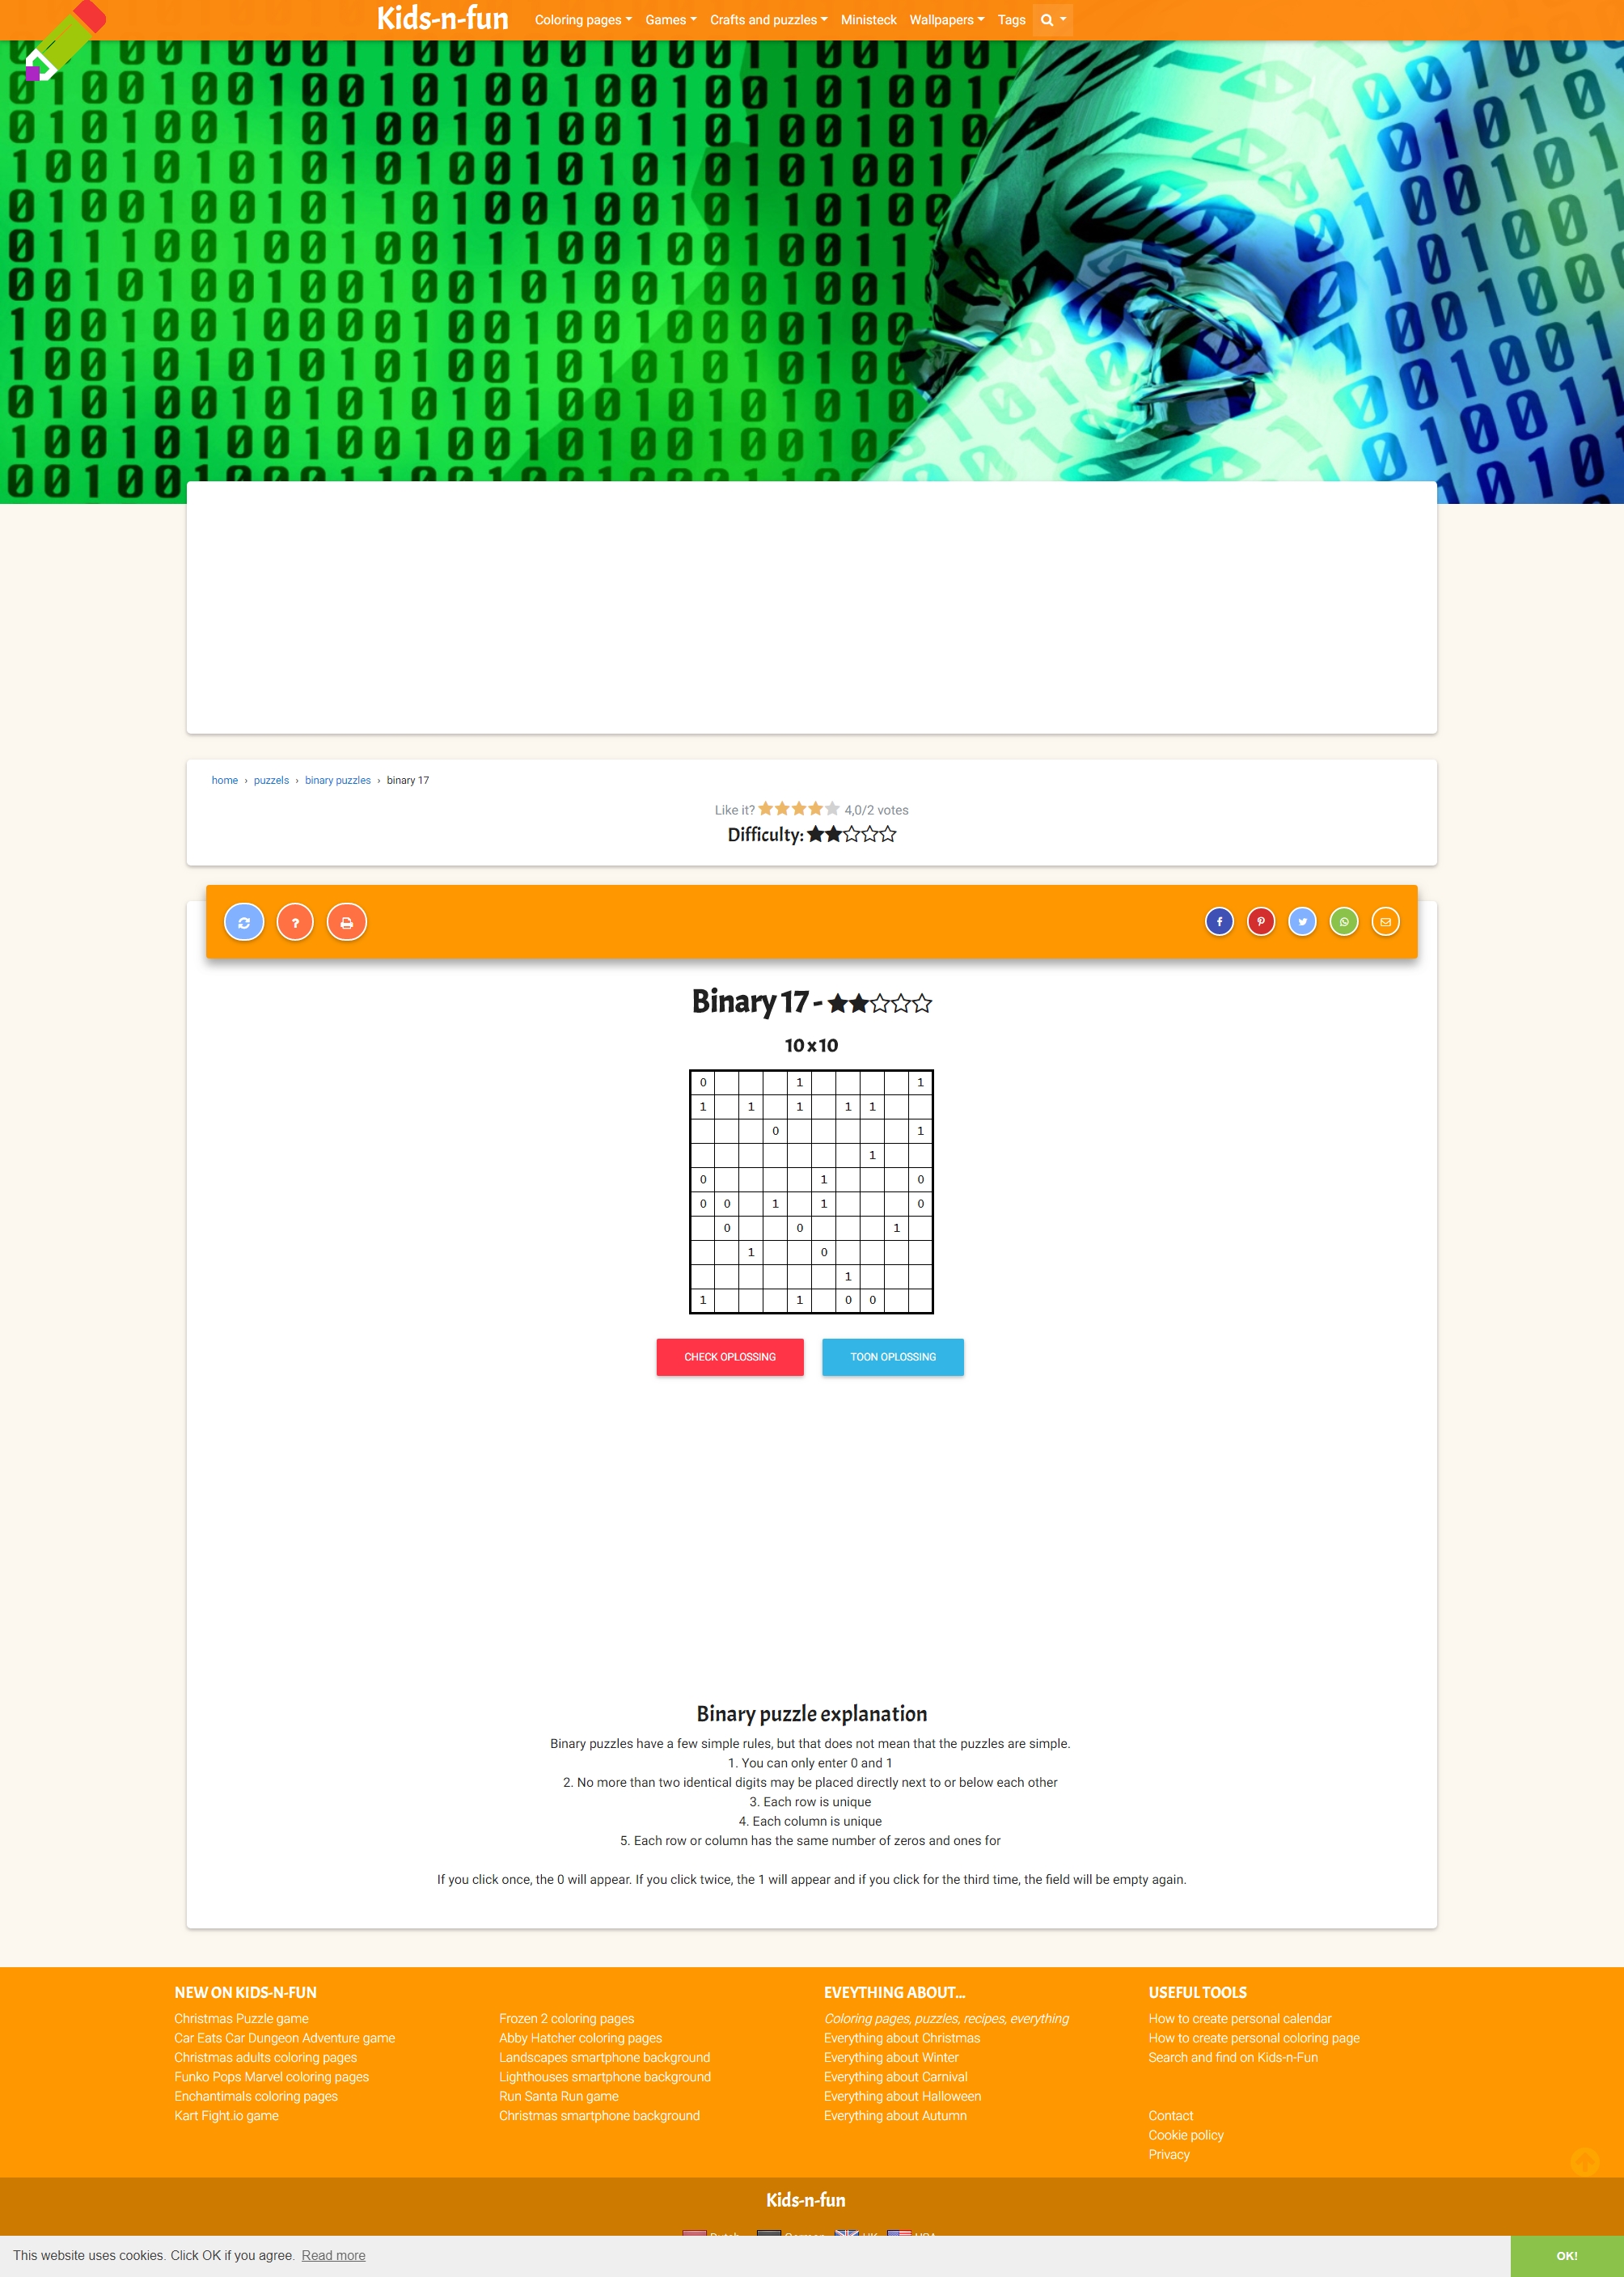 Kids-n-fun Coloring pages Games Crafts and puzzles Ministeck Wallpapers Tags
home › puzzels › binary puzzles › binary 17
Like it? 4,0/2 votes
Difficulty:
Binary 17 -
10 x 10
0 1 1
1 1 1 1 1
0 1
1
0 1 0
0 0 1 1 0
0 0 1
1 0
1
1 1 0 0
CHECK OPLOSSING TOON OPLOSSING
Binary puzzle explanation
Binary puzzles have a few simple rules, but that does not mean that the puzzles are simple.
1. You can only enter 0 and 1
2. No more than two identical digits may be placed directly next to or below each other
3. Each row is unique
4. Each column is unique
5. Each row or column has the same number of zeros and ones for
If you click once, the 0 will appear. If you click twice, the 1 will appear and if you click for the third time, the field will be empty again.
NEW ON KIDS-N-FUN
Christmas Puzzle game
Car Eats Car Dungeon Adventure game
Christmas adults coloring pages
Funko Pops Marvel coloring pages
Enchantimals coloring pages
Kart Fight.io game
Frozen 2 coloring pages
Abby Hatcher coloring pages
Landscapes smartphone background
Lighthouses smartphone background
Run Santa Run game
Christmas smartphone background
EVEYTHING ABOUT...
Coloring pages, puzzles, recipes, everything
Everything about Christmas
Everything about Winter
Everything about Carnival
Everything about Halloween
Everything about Autumn
USEFUL TOOLS
How to create personal calendar
How to create personal coloring page
Search and find on Kids-n-Fun
Contact
Cookie policy
Privacy
Kids-n-fun
This website uses cookies. Click OK if you agree. Read more OK!